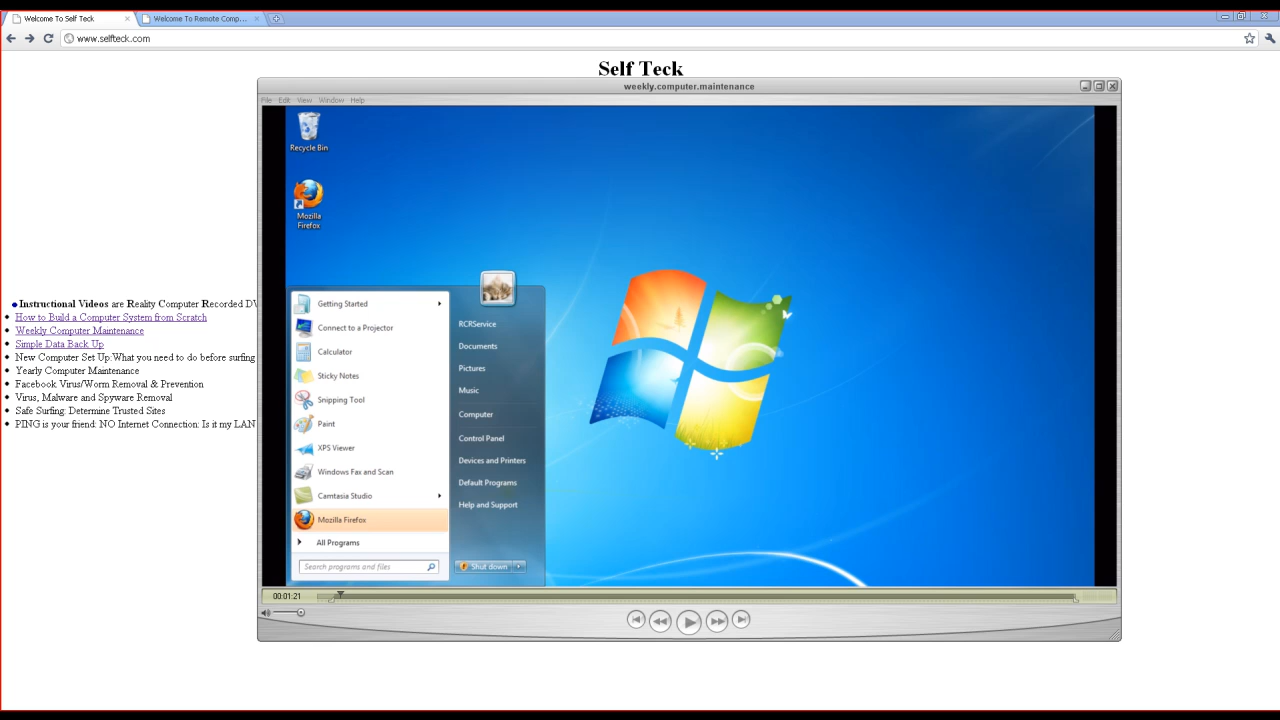 Welcome To Self Teck
Welcome To Remote Comp...
www.selfteck.com
Self Teck
weekly.computer.maintenance
File Edit View Window Help
Recycle Bin
Mozilla
Firefox
Getting Started
Connect to a Projector
Calculator
Sticky Notes
Snipping Tool
Paint
XPS Viewer
Windows Fax and Scan
Camtasia Studio
Mozilla Firefox
All Programs
Search programs and files
RCRService
Documents
Pictures
Music
Computer
Control Panel
Devices and Printers
Default Programs
Help and Support
Shut down
00:01:21
Instructional Videos are Reality Computer Recorded DV
How to Build a Computer System from Scratch
Weekly Computer Maintenance
Simple Data Back Up
New Computer Set Up:What you need to do before surfing
Yearly Computer Maintenance
Facebook Virus/Worm Removal & Prevention
Virus, Malware and Spyware Removal
Safe Surfing: Determine Trusted Sites
PING is your friend: NO Internet Connection: Is it my LAN